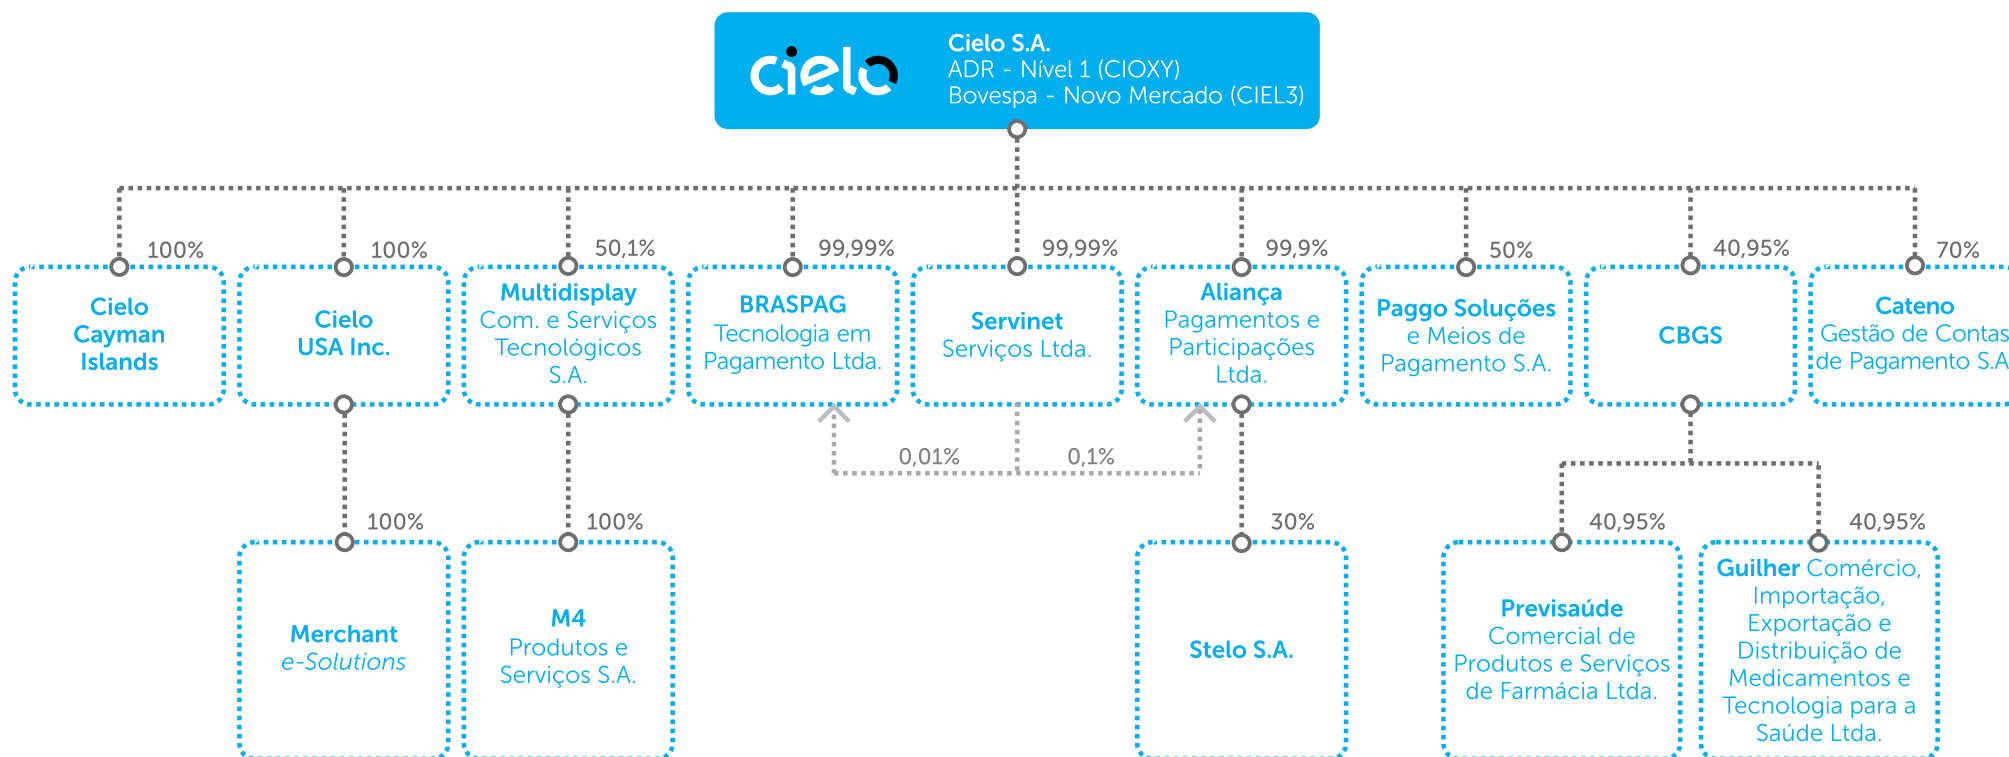 cielo
Cielo S.A.
ADR - Nível 1 (CIOXY)
Bovespa - Novo Mercado (CIEL3)
100%
Cielo
Cayman
Islands
100%
Cielo
USA Inc.
50,1%
Multidisplay
Com. e Serviços
Tecnológicos
S.A.
99,99%
BRASPAG
Tecnologia em
Pagamento Ltda.
99,99%
Servinet
Serviços Ltda.
99,9%
Aliança
Pagamentos e
Participações
Ltda.
50%
Paggo Soluções
e Meios de
Pagamento S.A.
40,95%
CBGS
70%
Cateno
Gestão de Contas
de Pagamento S.A
0,01%
0,1%
100%
Merchant
e-Solutions
100%
M4
Produtos e
Serviços S.A.
30%
Stelo S.A.
40,95%
Previsaúde
Comercial de
Produtos e Serviços
de Farmácia Ltda.
40,95%
Guilher Comércio,
Importação,
Exportação e
Distribuição de
Medicamentos e
Tecnologia para a
Saúde Ltda.